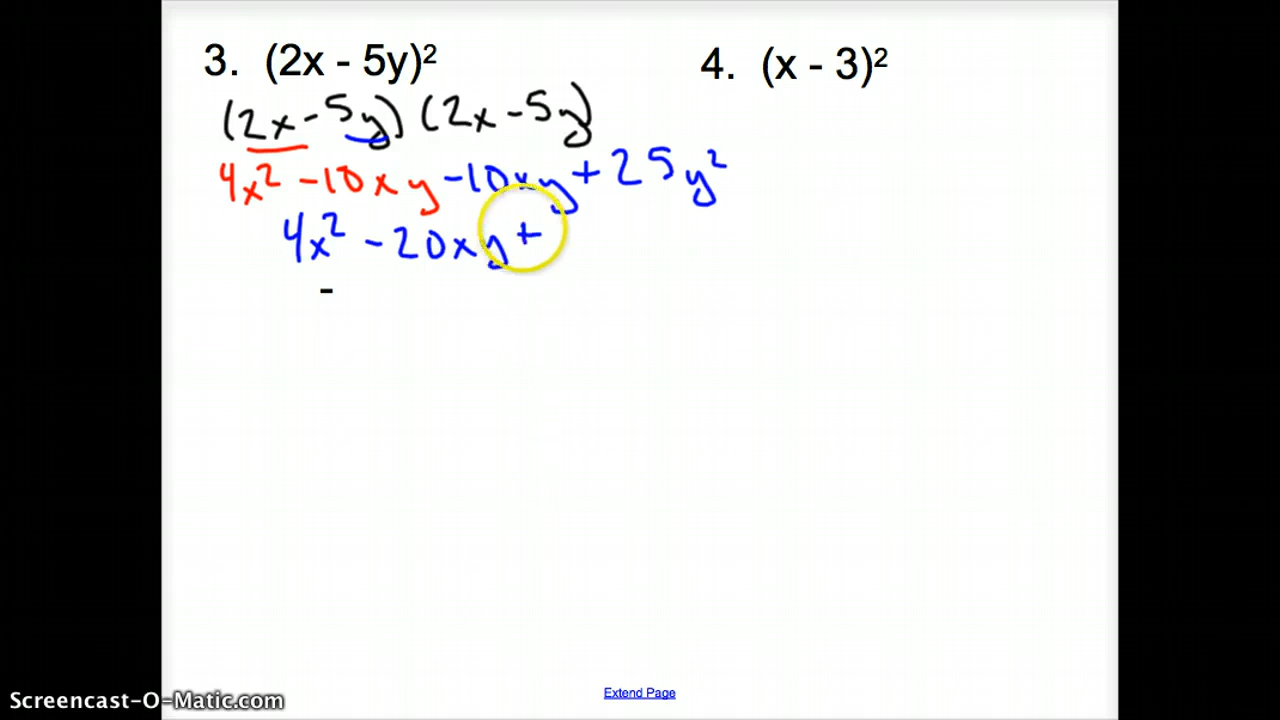 3. (2x - 5y)²
(2x - 5y) (2x - 5y)
4x² - 10xy - 10xy + 25y²
4x² - 20xy +
-
4. (x - 3)²
Extend Page
Screencast-O-Matic.com